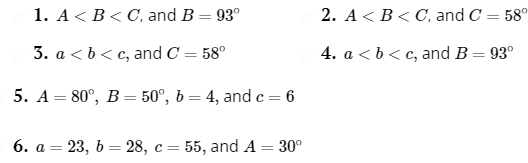 1. A < B < C, and B = 93°
2. A < B < C, and C = 58°
3. a < b < c, and C = 58°
4. a < b < c, and B = 93°
5. A = 80°, B = 50°, b = 4, and c = 6
6. a = 23, b = 28, c = 55, and A = 30°